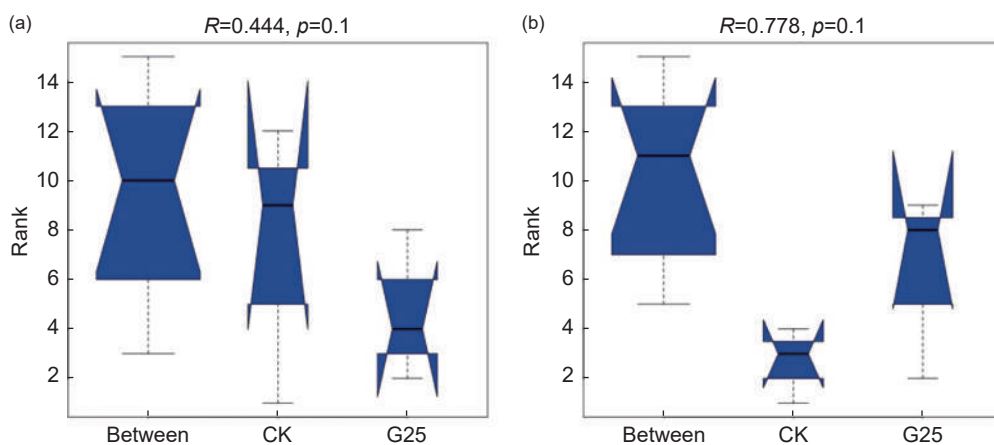 (a)
R=0.444, p=0.1
Rank
14
12
10
8
6
4
2
Between CK G25
(b)
R=0.778, p=0.1
Rank
14
12
10
8
6
4
2
Between CK G25